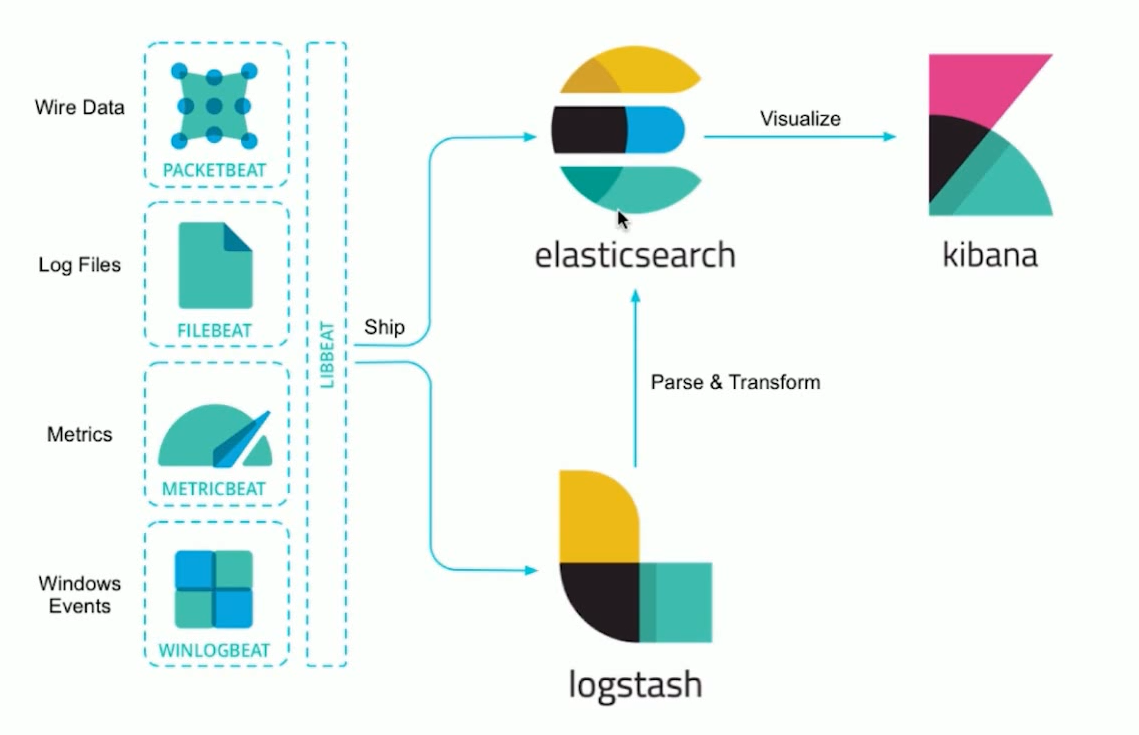 Wire Data
PACKETBEAT
Log Files
FILEBEAT
Metrics
METRICBEAT
Windows
Events
WINLOGBEAT
LIBBEAT
Ship
elasticsearch
Visualize
kibana
Parse & Transform
logstash